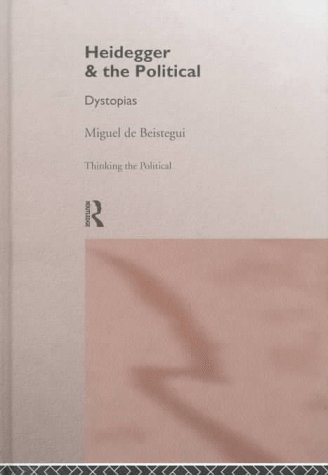 Heidegger
& the Political
Dystopias
Miguel de Beistegui
Thinking the Political
ROUTLEDGE